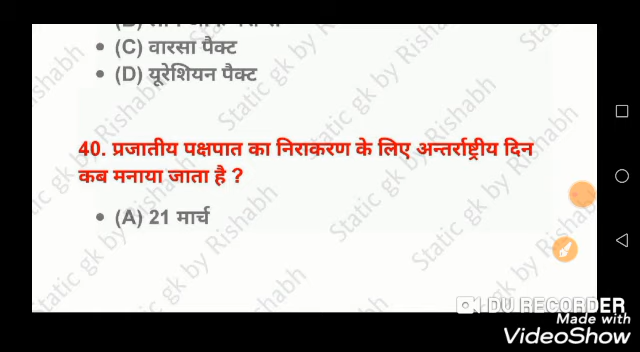 • (C) वारसा पैक्ट
• (D) यूरेशियन पैक्ट
40. प्रजातीय पक्षपात का निराकरण के लिए अन्तर्राष्ट्रीय दिन
कब मनाया जाता है ?
• (A) 21 मार्च
Static gk by Rishabh
DU RECORDER
Made with
VideoShow